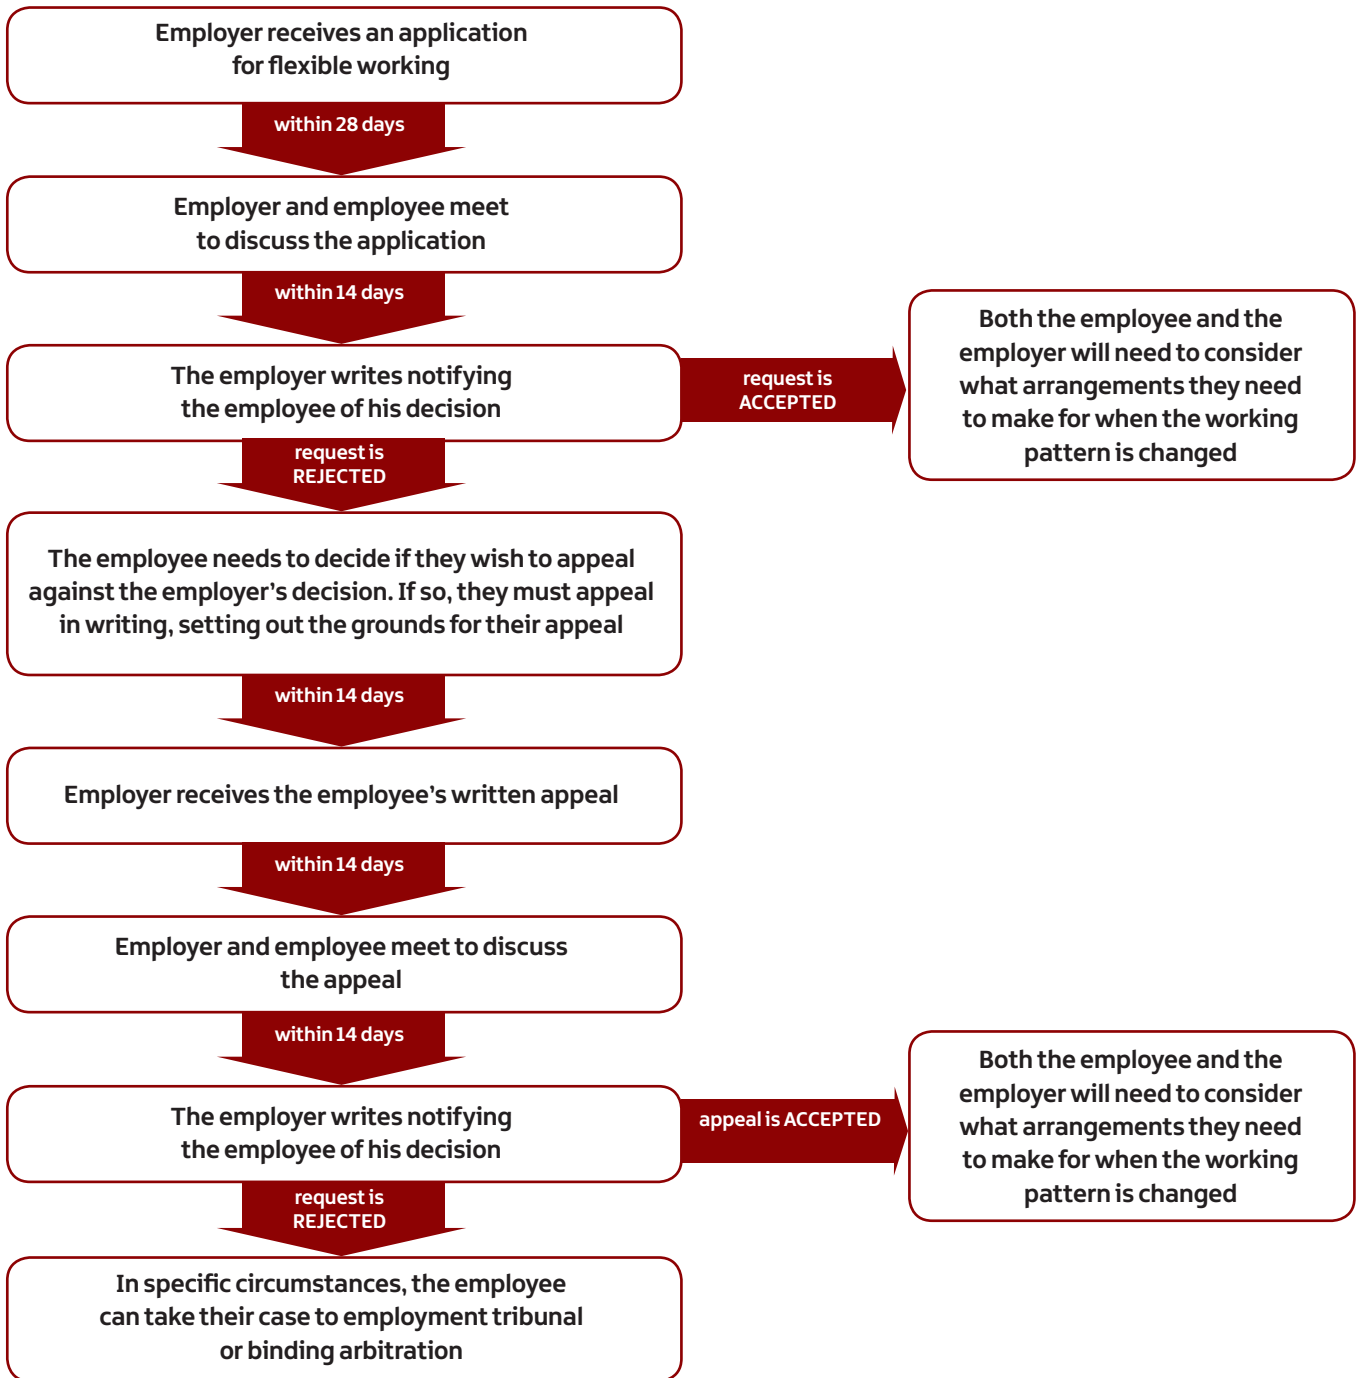 Employer receives an application
for flexible working
within 28 days
Employer and employee meet
to discuss the application
within 14 days
The employer writes notifying
the employee of his decision
request is
ACCEPTED
Both the employee and the
employer will need to consider
what arrangements they need
to make for when the working
pattern is changed
request is
REJECTED
The employee needs to decide if they wish to appeal
against the employer’s decision. If so, they must appeal
in writing, setting out the grounds for their appeal
within 14 days
Employer receives the employee’s written appeal
within 14 days
Employer and employee meet to discuss
the appeal
within 14 days
The employer writes notifying
the employee of his decision
appeal is ACCEPTED
Both the employee and the
employer will need to consider
what arrangements they need
to make for when the working
pattern is changed
request is
REJECTED
In specific circumstances, the employee
can take their case to employment tribunal
or binding arbitration